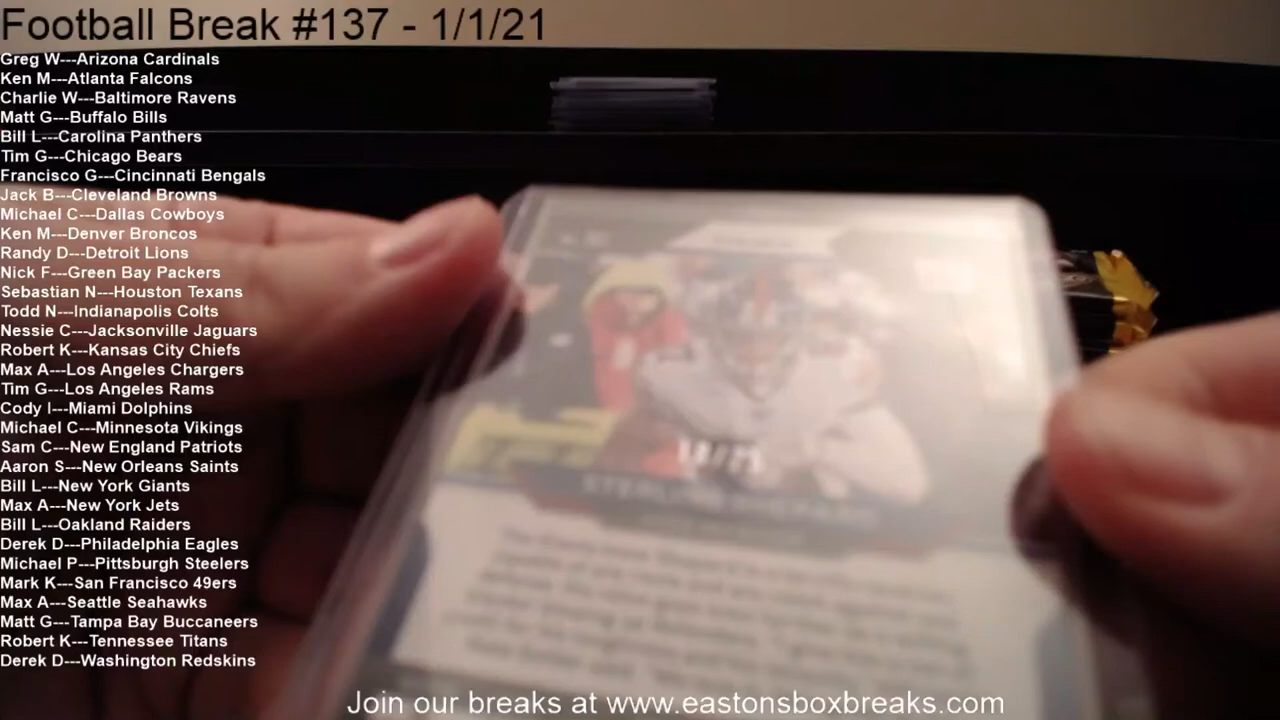 Football Break #137 - 1/1/21
Greg W---Arizona Cardinals
Ken M---Atlanta Falcons
Charlie W---Baltimore Ravens
Matt G---Buffalo Bills
Bill L---Carolina Panthers
Tim G---Chicago Bears
Francisco G---Cincinnati Bengals
Jack B---Cleveland Browns
Michael C---Dallas Cowboys
Ken M---Denver Broncos
Randy D---Detroit Lions
Nick F---Green Bay Packers
Sebastian N---Houston Texans
Todd N---Indianapolis Colts
Nessie C---Jacksonville Jaguars
Robert K---Kansas City Chiefs
Max A---Los Angeles Chargers
Tim G---Los Angeles Rams
Cody I---Miami Dolphins
Michael C---Minnesota Vikings
Sam C---New England Patriots
Aaron S---New Orleans Saints
Bill L---New York Giants
Max A---New York Jets
Bill L---Oakland Raiders
Derek D---Philadelphia Eagles
Michael P---Pittsburgh Steelers
Mark K---San Francisco 49ers
Max A---Seattle Seahawks
Matt G---Tampa Bay Buccaneers
Robert K---Tennessee Titans
Derek D---Washington Redskins
STERLING SHEPARD
Join our breaks at www.eastonsboxbreaks.com